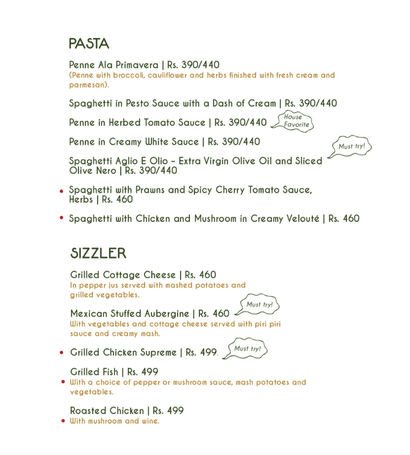 PASTA
Penne Ala Primavera | Rs. 390/440
(Penne with broccoli, cauliflower and herbs finished with fresh cream and
parmesan).
Spaghetti in Pesto Sauce with a Dash of Cream | Rs. 390/440
Penne in Herbed Tomato Sauce | Rs. 390/440
House
Favorite
Penne in Creamy White Sauce | Rs. 390/440
Must try!
Spaghetti Aglio E Olio – Extra Virgin Olive Oil and Sliced
Olive Nero | Rs. 390/440
Spaghetti with Prawns and Spicy Cherry Tomato Sauce,
Herbs | Rs. 460
Spaghetti with Chicken and Mushroom in Creamy Velouté | Rs. 460
SIZZLER
Grilled Cottage Cheese | Rs. 460
In pepper jus served with mashed potatoes and
grilled vegetables.
Mexican Stuffed Aubergine | Rs. 460
Must try!
With vegetables and cottage cheese served with piri piri
sauce and creamy mash.
Grilled Chicken Supreme | Rs. 499.
Must try!
Grilled Fish | Rs. 499
With a choice of pepper or mushroom sauce, mash potatoes and
vegetables.
Roasted Chicken | Rs. 499
With mushroom and wine.